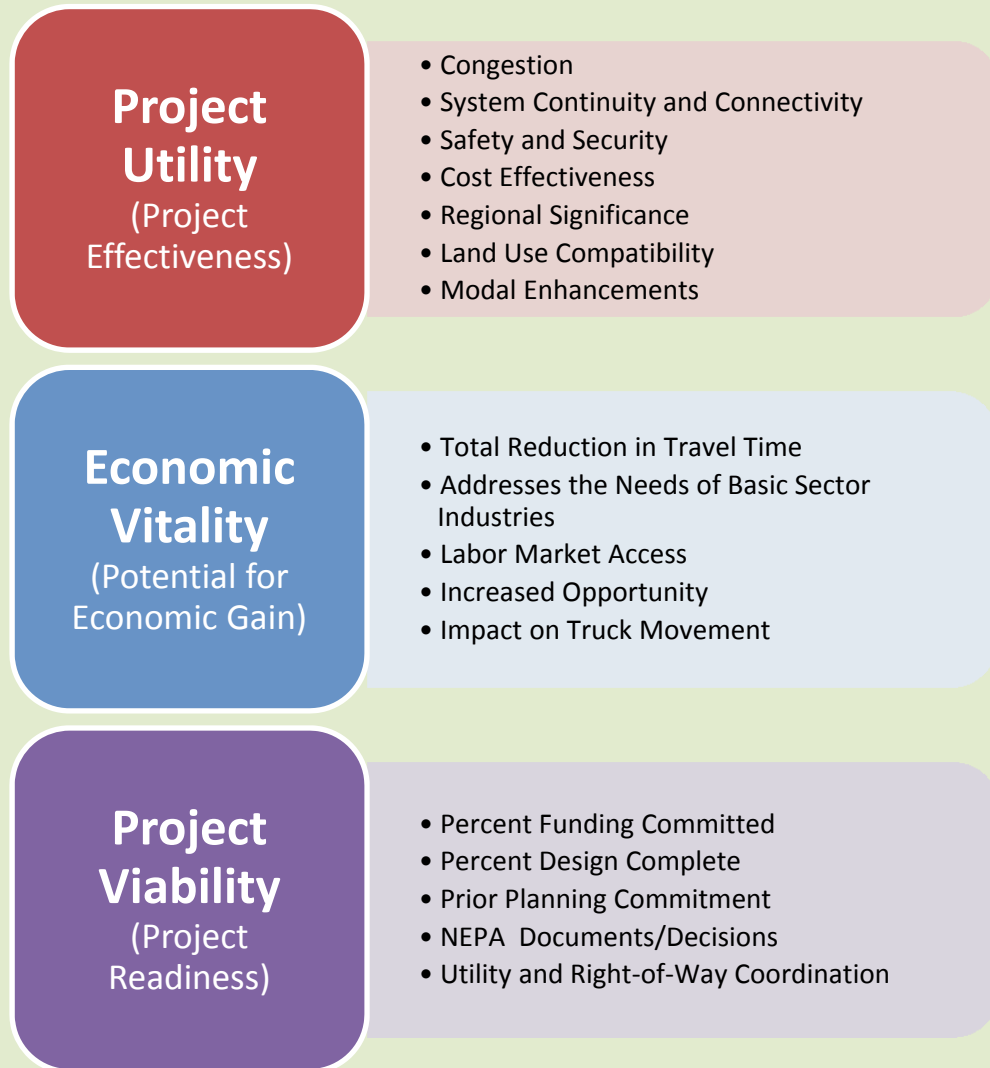 Project
Utility
(Project
Effectiveness)
• Congestion
• System Continuity and Connectivity
• Safety and Security
• Cost Effectiveness
• Regional Significance
• Land Use Compatibility
• Modal Enhancements
Economic
Vitality
(Potential for
Economic Gain)
• Total Reduction in Travel Time
• Addresses the Needs of Basic Sector
Industries
• Labor Market Access
• Increased Opportunity
• Impact on Truck Movement
Project
Viability
(Project
Readiness)
• Percent Funding Committed
• Percent Design Complete
• Prior Planning Commitment
• NEPA Documents/Decisions
• Utility and Right-of-Way Coordination